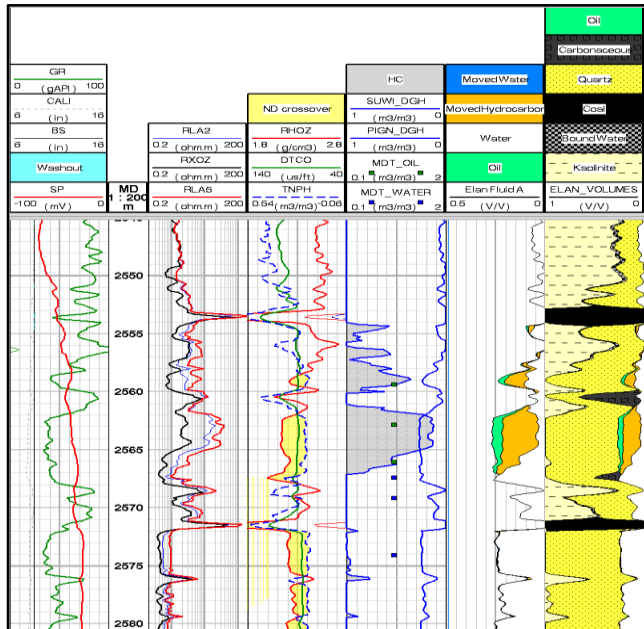 Oil
Carbonaceous
GR
0 (gAPI) 100
HC
MovedWater
Quartz
CALI
6 (in) 16
ND crossover
SUWI_DGH
1 (m3/m3) 0
MovedHydrocarbon
Coal
BS
6 (in) 16
RLA2
0.2 (ohm.m) 200
RHOZ
1.8 (g/cm3) 2.8
PIGN_DGH
1 (m3/m3) 0
Water
BoundWater
Washout
RXOZ
0.2 (ohm.m) 200
DTCO
140 (us/ft) 40
MDT_OIL
0.1 (m3/m3) 2
Oil
Kaolinite
SP
-100 (mV) 0
MD
1 : 200
m
RLA5
0.2 (ohm.m) 200
TNPH
0.54 (m3/m3) -0.06
MDT_WATER
0.1 (m3/m3) 2
Elan Fluid A
0.5 (V/V) 0
ELAN_VOLUMES
1 (V/V) 0
2550
2555
2560
2565
2570
2575
2580